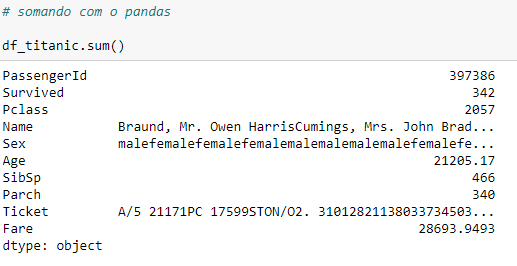 # somando com o pandas
df_titanic.sum()
PassengerId 397386
Survived 342
Pclass 2057
Name Braund, Mr. Owen HarrisCumings, Mrs. John Brad...
Sex malefemalefemalefemalemalemalemalemalefemalefe...
Age 21205.17
SibSp 466
Parch 340
Ticket A/5 21171PC 17599STON/O2. 31012821138033734503...
Fare 28693.9493
dtype: object